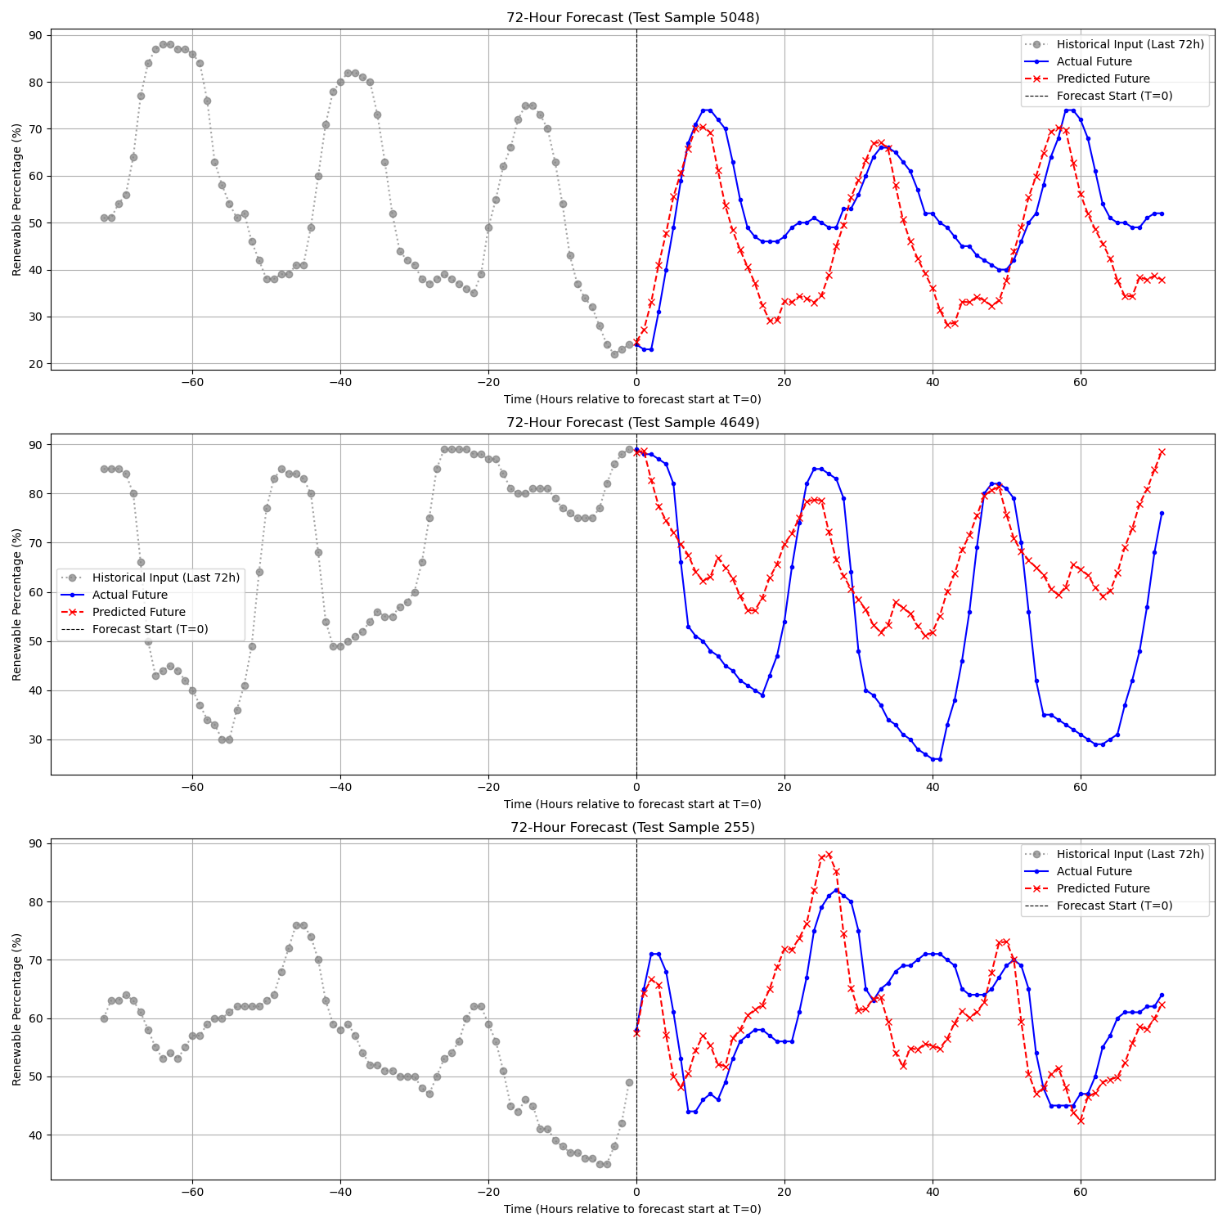 72-Hour Forecast (Test Sample 5048)
Renewable Percentage (%)
90
80
70
60
50
40
30
20
Historical Input (Last 72h)
Actual Future
Predicted Future
Forecast Start (T=0)
−60 −40 −20 0 20 40 60
Time (Hours relative to forecast start at T=0)
72-Hour Forecast (Test Sample 4649)
Renewable Percentage (%)
90
80
70
60
50
40
30
Historical Input (Last 72h)
Actual Future
Predicted Future
Forecast Start (T=0)
−60 −40 −20 0 20 40 60
Time (Hours relative to forecast start at T=0)
72-Hour Forecast (Test Sample 255)
Renewable Percentage (%)
90
80
70
60
50
40
Historical Input (Last 72h)
Actual Future
Predicted Future
Forecast Start (T=0)
−60 −40 −20 0 20 40 60
Time (Hours relative to forecast start at T=0)